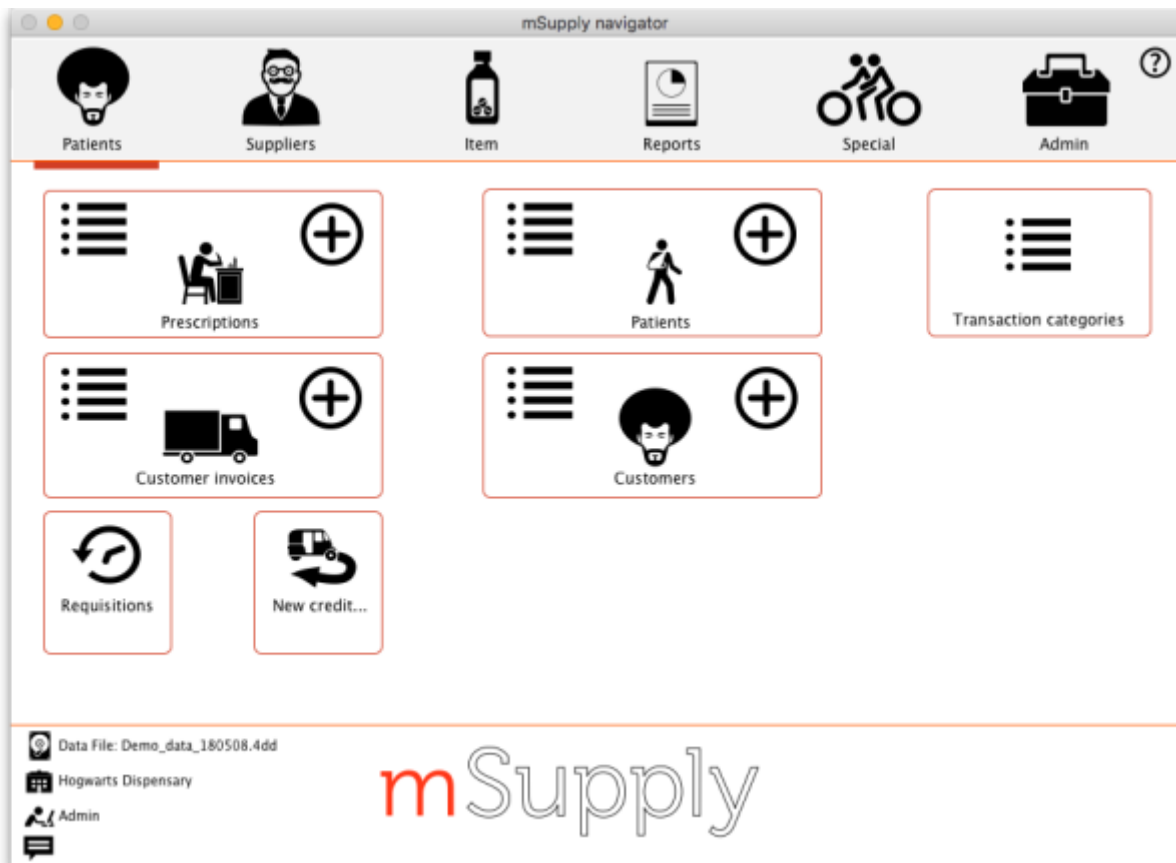 mSupply navigator
?
Patients
Suppliers
Item
Reports
Special
Admin
Prescriptions
Patients
Transaction categories
Customer invoices
Customers
Requisitions
New credit...
Data File: Demo_data_180508.4dd
Hogwarts Dispensary
Admin
mSupply